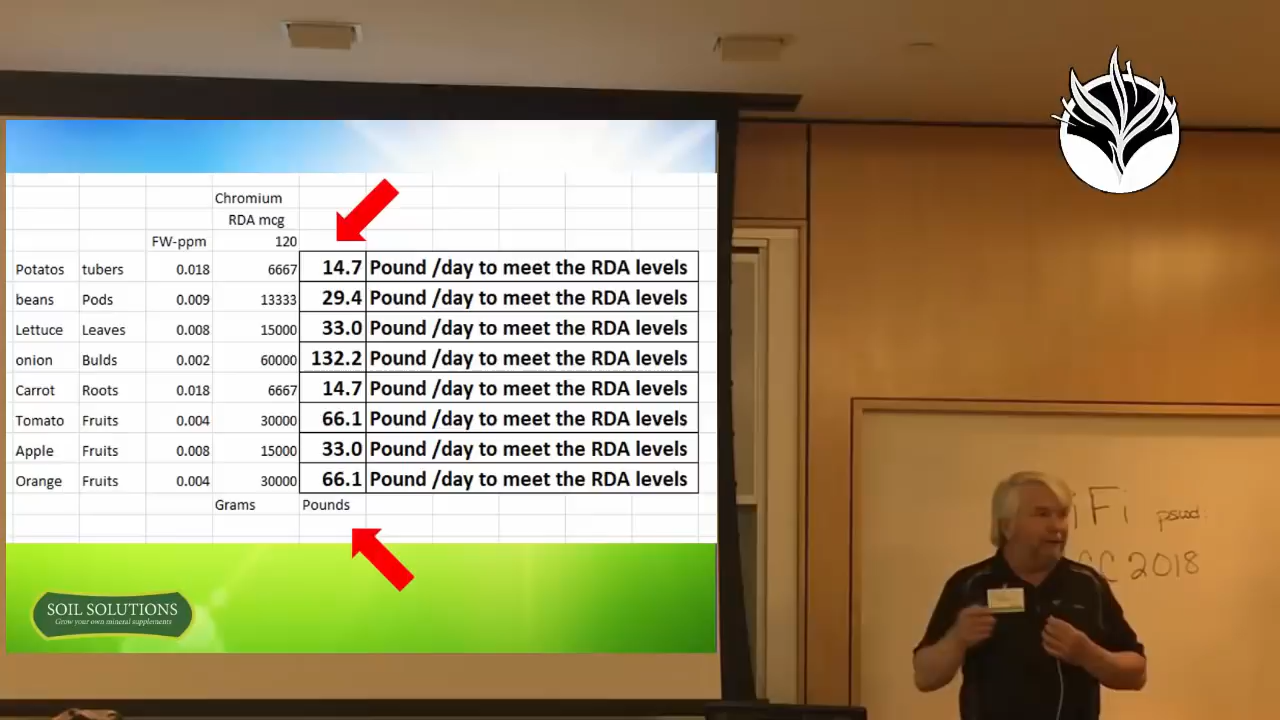 Chromium
RDA mcg
FW-ppm 120
Potatos tubers 0.018 6667 14.7 Pound /day to meet the RDA levels
beans Pods 0.009 13333 29.4 Pound /day to meet the RDA levels
Lettuce Leaves 0.008 15000 33.0 Pound /day to meet the RDA levels
onion Bulds 0.002 60000 132.2 Pound /day to meet the RDA levels
Carrot Roots 0.018 6667 14.7 Pound /day to meet the RDA levels
Tomato Fruits 0.004 30000 66.1 Pound /day to meet the RDA levels
Apple Fruits 0.008 15000 33.0 Pound /day to meet the RDA levels
Orange Fruits 0.004 30000 66.1 Pound /day to meet the RDA levels
Grams Pounds
SOIL SOLUTIONS
Grow your own mineral supplements
iFi pswd:
2018